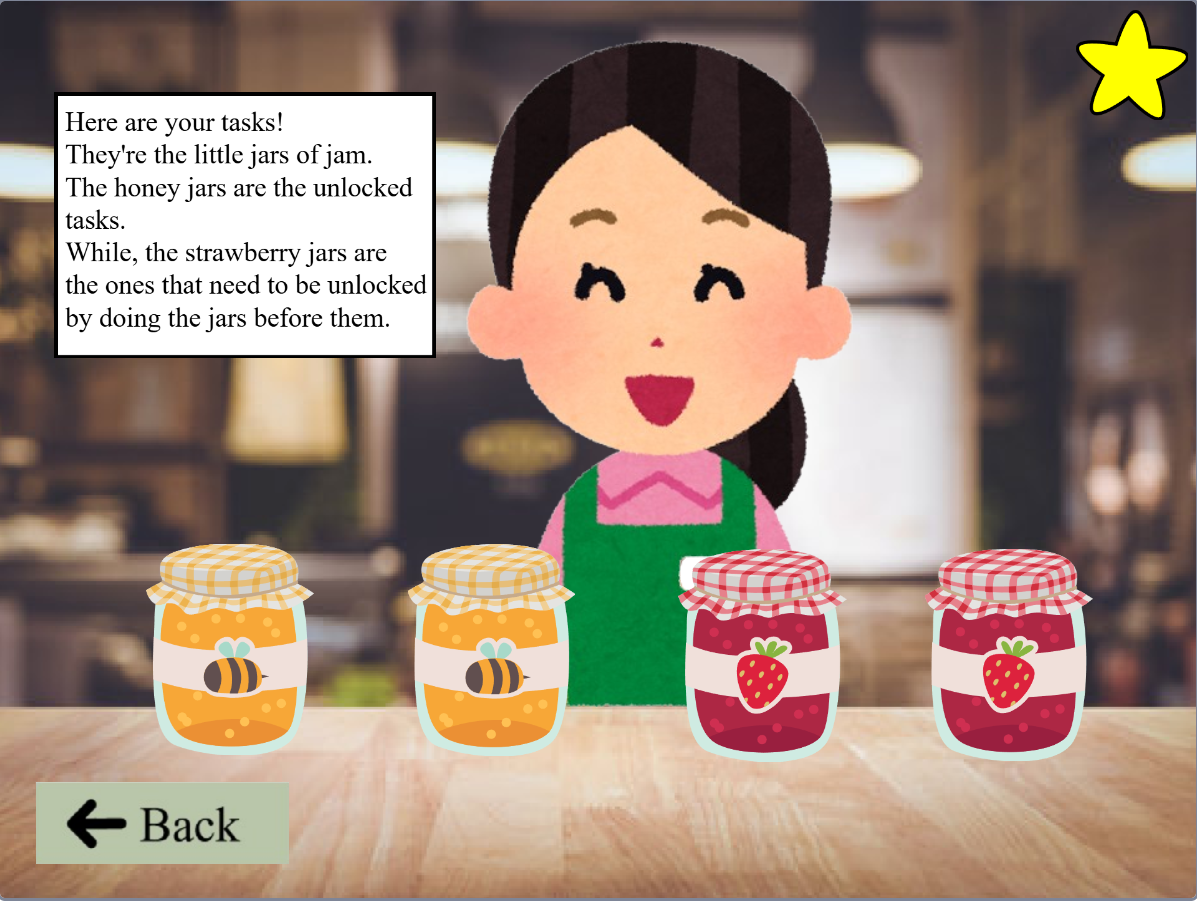 Here are your tasks!
They're the little jars of jam.
The honey jars are the unlocked
tasks.
While, the strawberry jars are
the ones that need to be unlocked
by doing the jars before them.
Back